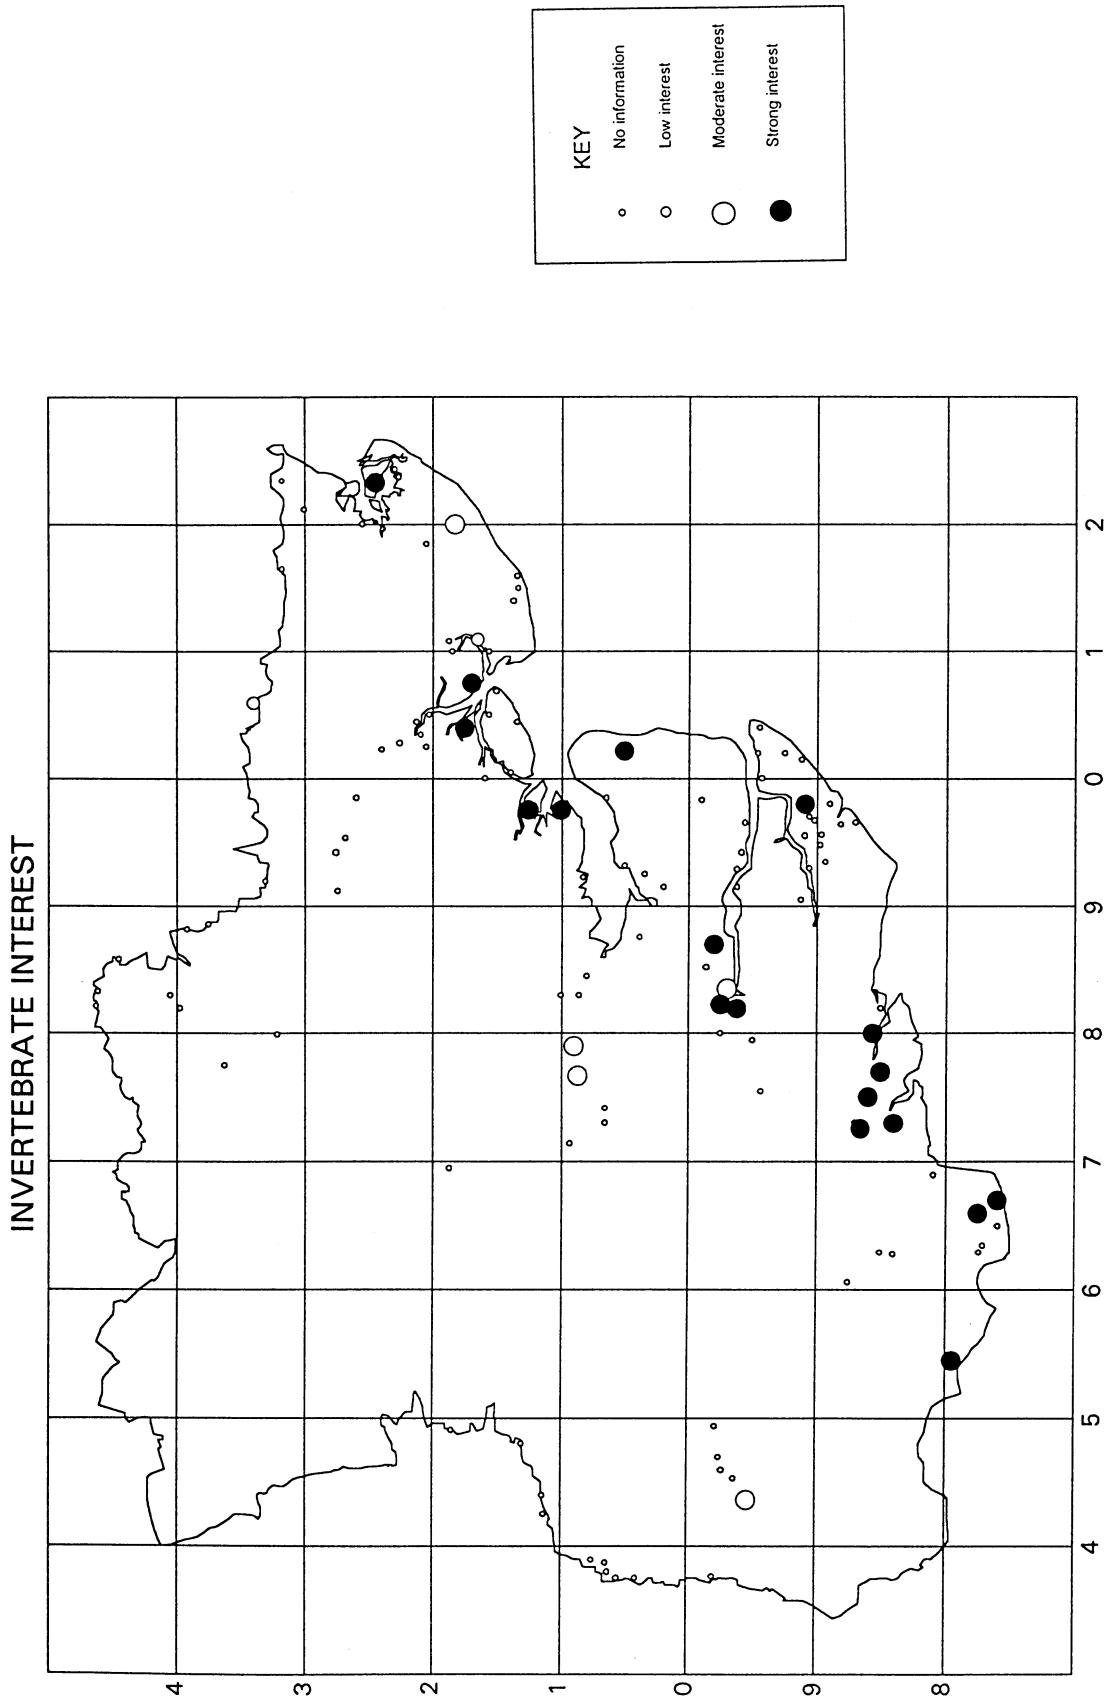 INVERTEBRATE INTEREST
KEY
No information
Low interest
Moderate interest
Strong interest
4
3
2
1
0
9
8
4
5
6
7
8
9
0
1
2